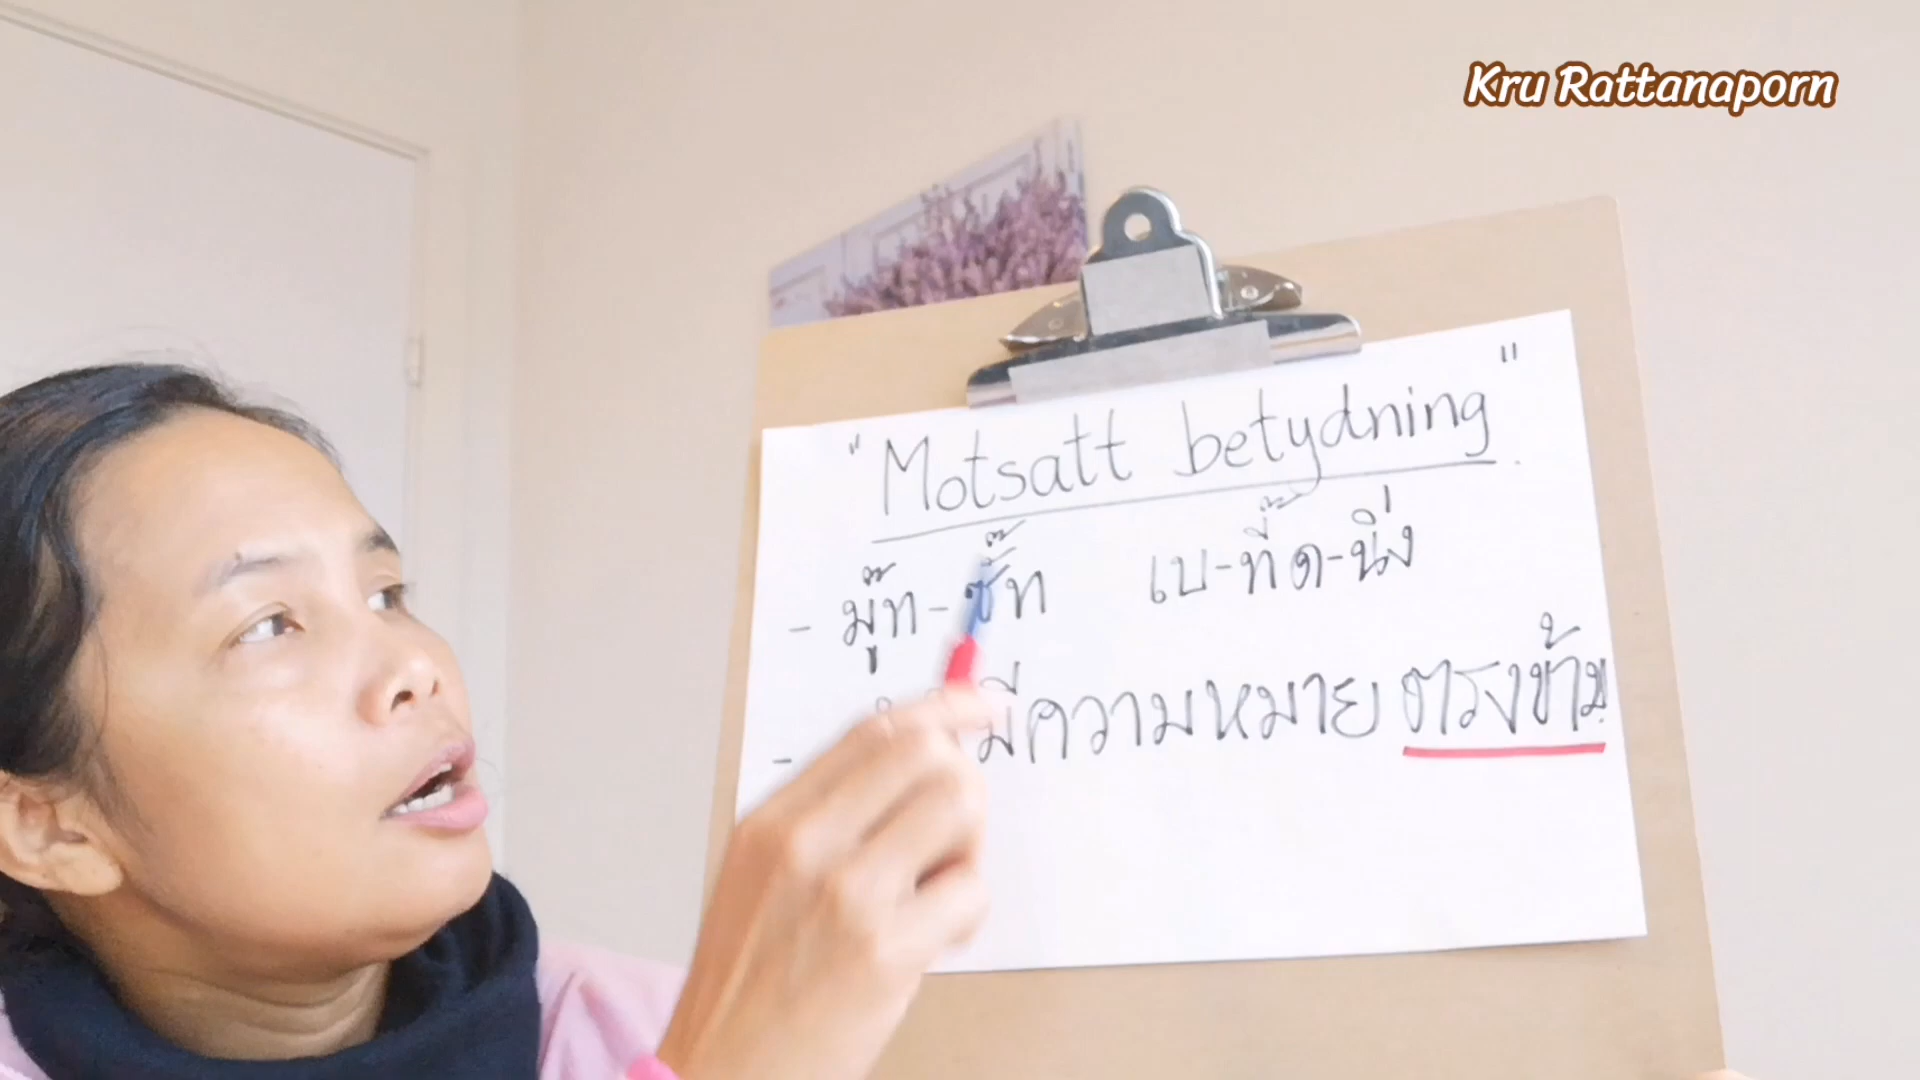 Kru Rattanaporn
"Motsatt betydning"
- มู๊ท-ซั๊ท เบ-ที๊ด-นิ่ง
- มีความหมาย ตรงข้าม